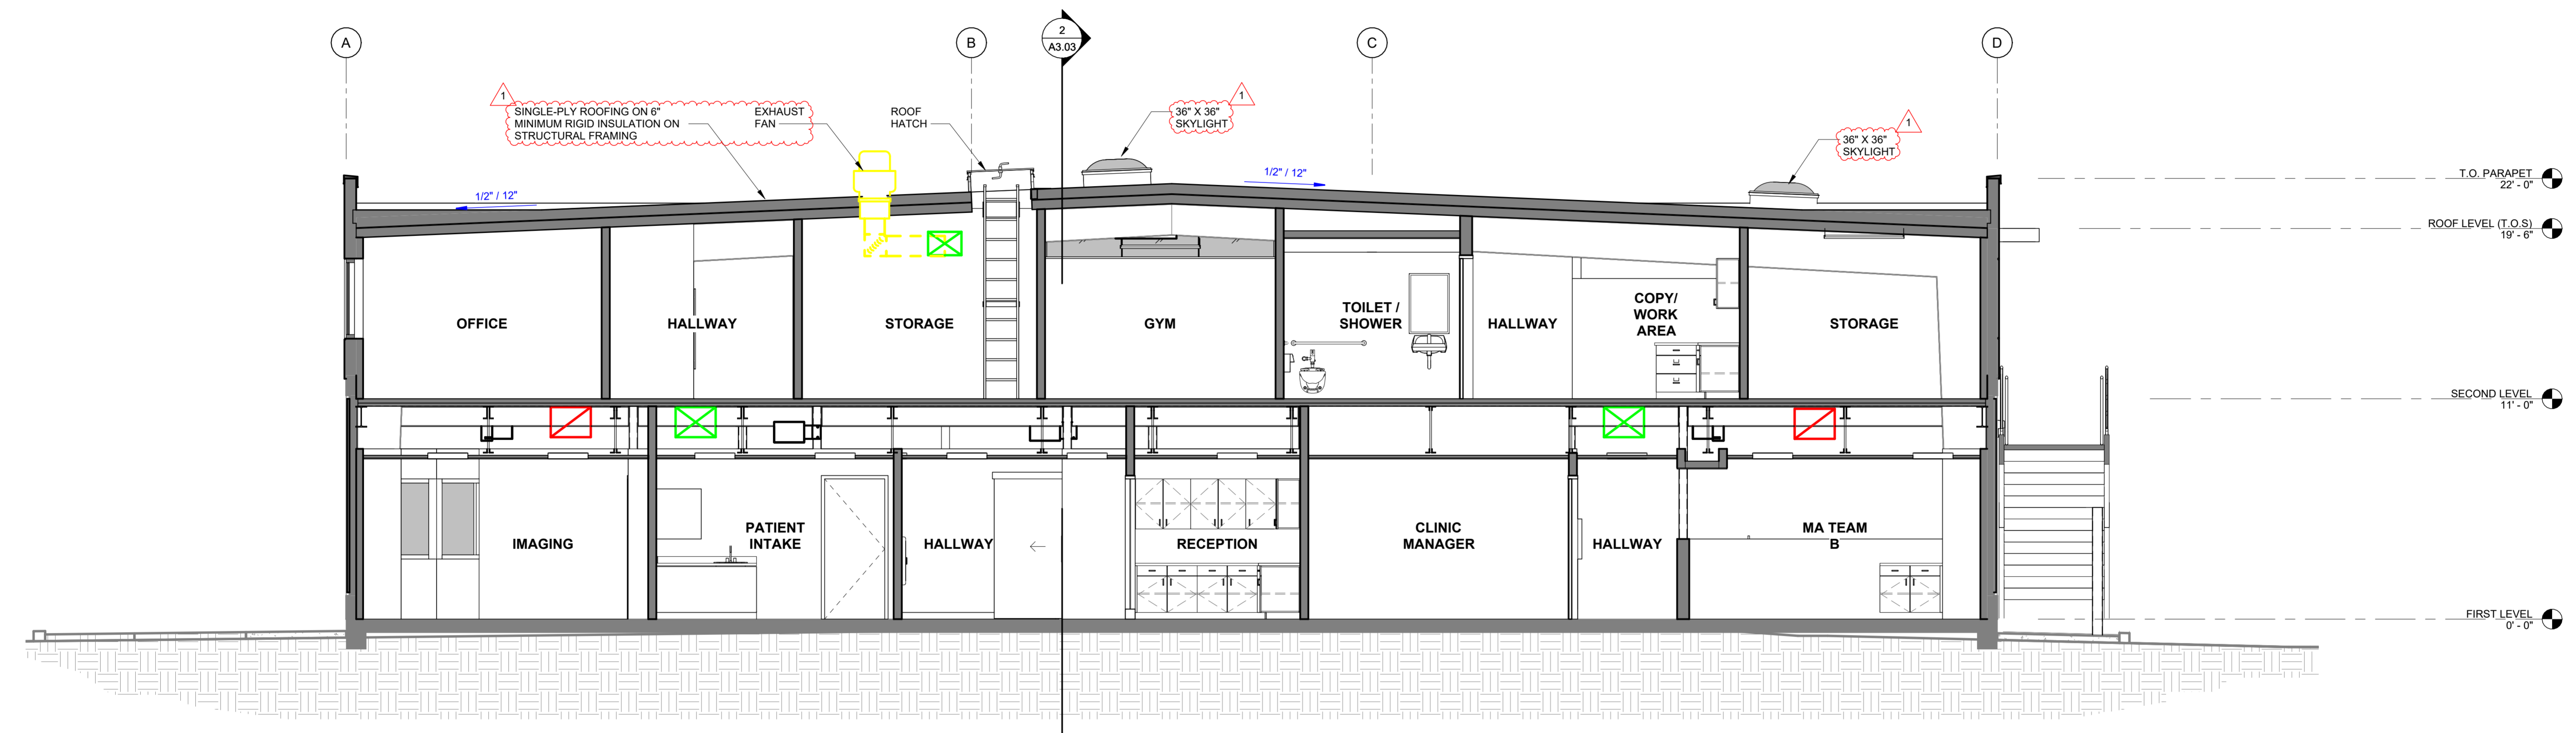 A
B
2
A3.03
C
D
1
SINGLE-PLY ROOFING ON 6"
MINIMUM RIGID INSULATION ON
STRUCTURAL FRAMING
EXHAUST
FAN
ROOF
HATCH
36" X 36"
SKYLIGHT
1
36" X 36"
SKYLIGHT
1
1/2" / 12"
1/2" / 12"
T.O. PARAPET
22' - 0"
ROOF LEVEL (T.O.S)
19' - 6"
OFFICE
HALLWAY
STORAGE
GYM
TOILET /
SHOWER
HALLWAY
COPY/
WORK
AREA
STORAGE
SECOND LEVEL
11' - 0"
IMAGING
PATIENT
INTAKE
HALLWAY
RECEPTION
CLINIC
MANAGER
HALLWAY
MA TEAM
B
FIRST LEVEL
0' - 0"